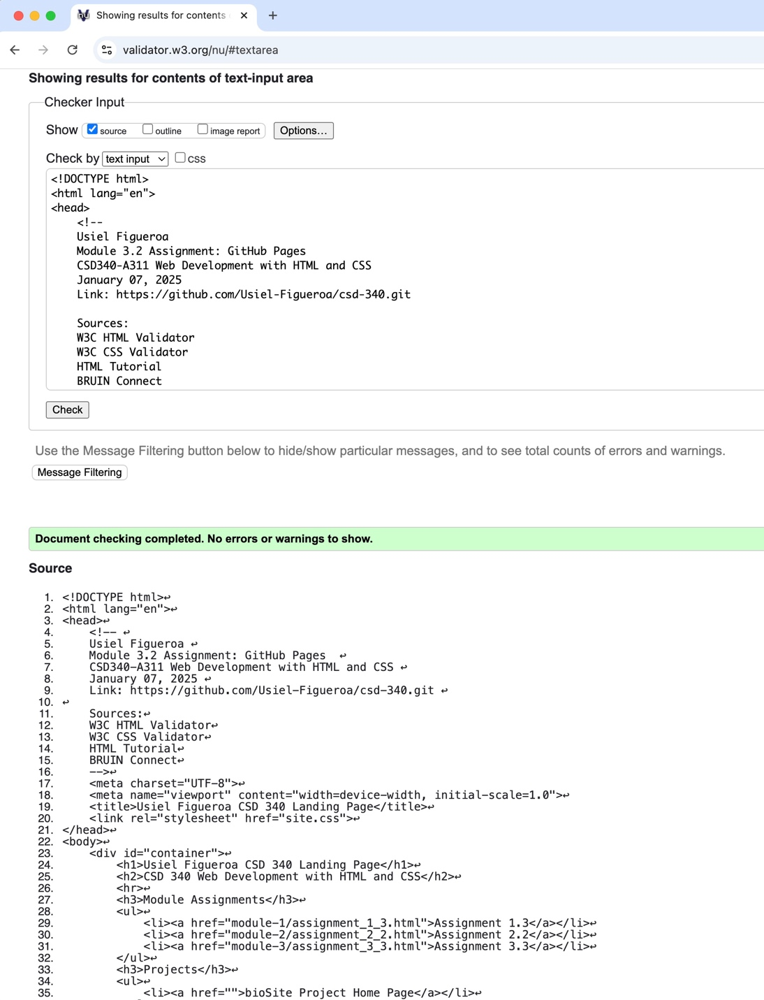 Showing results for contents
validator.w3.org/nu/#textarea
Showing results for contents of text-input area
Checker Input
Show source outline image report Options...
Check by text input CSS
<!DOCTYPE html>
<html lang="en">
<head>
    <!--
    Usiel Figueroa
    Module 3.2 Assignment: GitHub Pages
    CSD340-A311 Web Development with HTML and CSS
    January 07, 2025
    Link: https://github.com/Usiel-Figueroa/csd-340.git

    Sources:
    W3C HTML Validator
    W3C CSS Validator
    HTML Tutorial
    BRUIN Connect
Check
Use the Message Filtering button below to hide/show particular messages, and to see total counts of errors and warnings.
Message Filtering
Document checking completed. No errors or warnings to show.
Source
1. <!DOCTYPE html>↩
2. <html lang="en">↩
3. <head>↩
4.     <!-- ↩
5.     Usiel Figueroa ↩
6.     Module 3.2 Assignment: GitHub Pages  ↩
7.     CSD340-A311 Web Development with HTML and CSS ↩
8.     January 07, 2025 ↩
9.     Link: https://github.com/Usiel-Figueroa/csd-340.git ↩
10. ↩
11.     Sources:↩
12.     W3C HTML Validator↩
13.     W3C CSS Validator↩
14.     HTML Tutorial↩
15.     BRUIN Connect↩
16.     -->↩
17.     <meta charset="UTF-8">↩
18.     <meta name="viewport" content="width=device-width, initial-scale=1.0">↩
19.     <title>Usiel Figueroa CSD 340 Landing Page</title>↩
20.     <link rel="stylesheet" href="site.css">↩
21. </head>↩
22. <body>↩
23.     <div id="container">↩
24.         <h1>Usiel Figueroa CSD 340 Landing Page</h1>↩
25.         <h2>CSD 340 Web Development with HTML and CSS</h2>↩
26.         <hr>↩
27.         <h3>Module Assignments</h3>↩
28.         <ul>↩
29.             <li><a href="module-1/assignment_1_3.html">Assignment 1.3</a></li>↩
30.             <li><a href="module-2/assignment_2_2.html">Assignment 2.2</a></li>↩
31.             <li><a href="module-3/assignment_3_3.html">Assignment 3.3</a></li>↩
32.         </ul>↩
33.         <h3>Projects</h3>↩
34.         <ul>↩
35.             <li><a href="">bioSite Project Home Page</a></li>↩